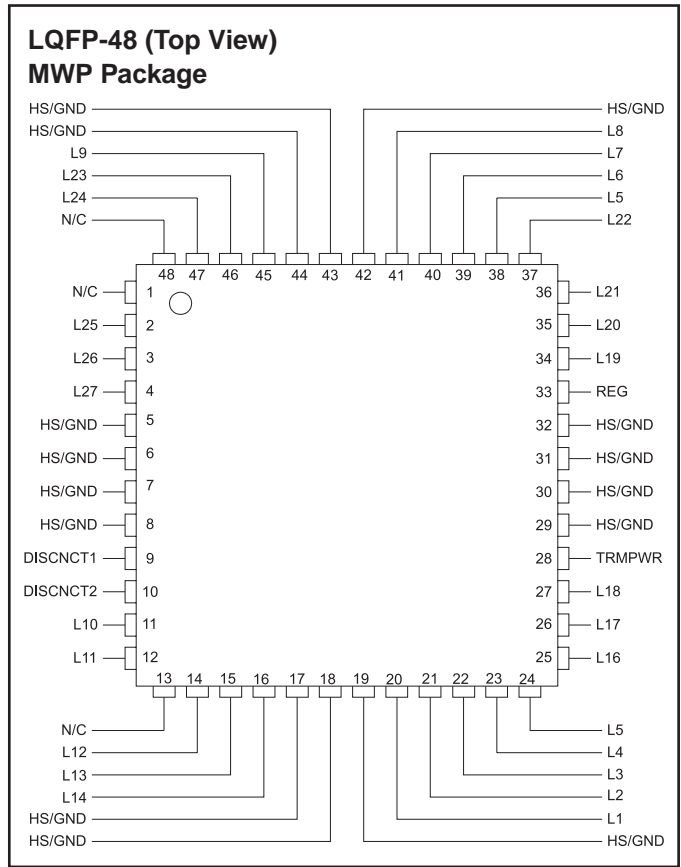 LQFP-48 (Top View)
MWP Package
HS/GND
HS/GND
L9
L23
L24
N/C
HS/GND
L8
L7
L6
L5
L22
48 47 46 45 44 43 42 41 40 39 38 37
N/C 1
L25 2
L26 3
L27 4
HS/GND 5
HS/GND 6
HS/GND 7
HS/GND 8
DISCNCT1 9
DISCNCT2 10
L10 11
L11 12
36 L21
35 L20
34 L19
33 REG
32 HS/GND
31 HS/GND
30 HS/GND
29 HS/GND
28 TRMPWR
27 L18
26 L17
25 L16
13 14 15 16 17 18 19 20 21 22 23 24
N/C
L12
L13
L14
HS/GND
HS/GND
L5
L4
L3
L2
L1
HS/GND